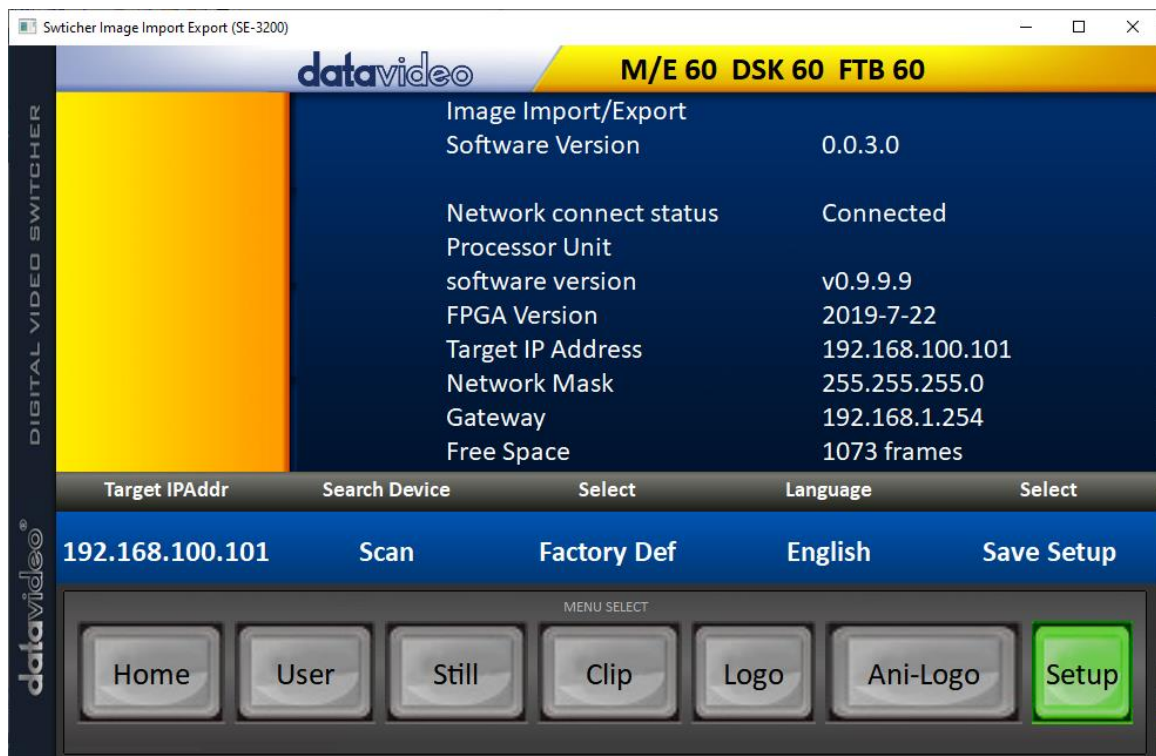 Swticher Image Import Export (SE-3200)
datavideo
M/E 60 DSK 60 FTB 60
Image Import/Export
Software Version 0.0.3.0
Network connect status Connected
Processor Unit
software version v0.9.9.9
FPGA Version 2019-7-22
Target IP Address 192.168.100.101
Network Mask 255.255.255.0
Gateway 192.168.1.254
Free Space 1073 frames
DIGITAL VIDEO SWITCHER
datavideo®
Target IPAddr Search Device Select Language Select
192.168.100.101 Scan Factory Def English Save Setup
MENU SELECT
Home User Still Clip Logo Ani-Logo Setup